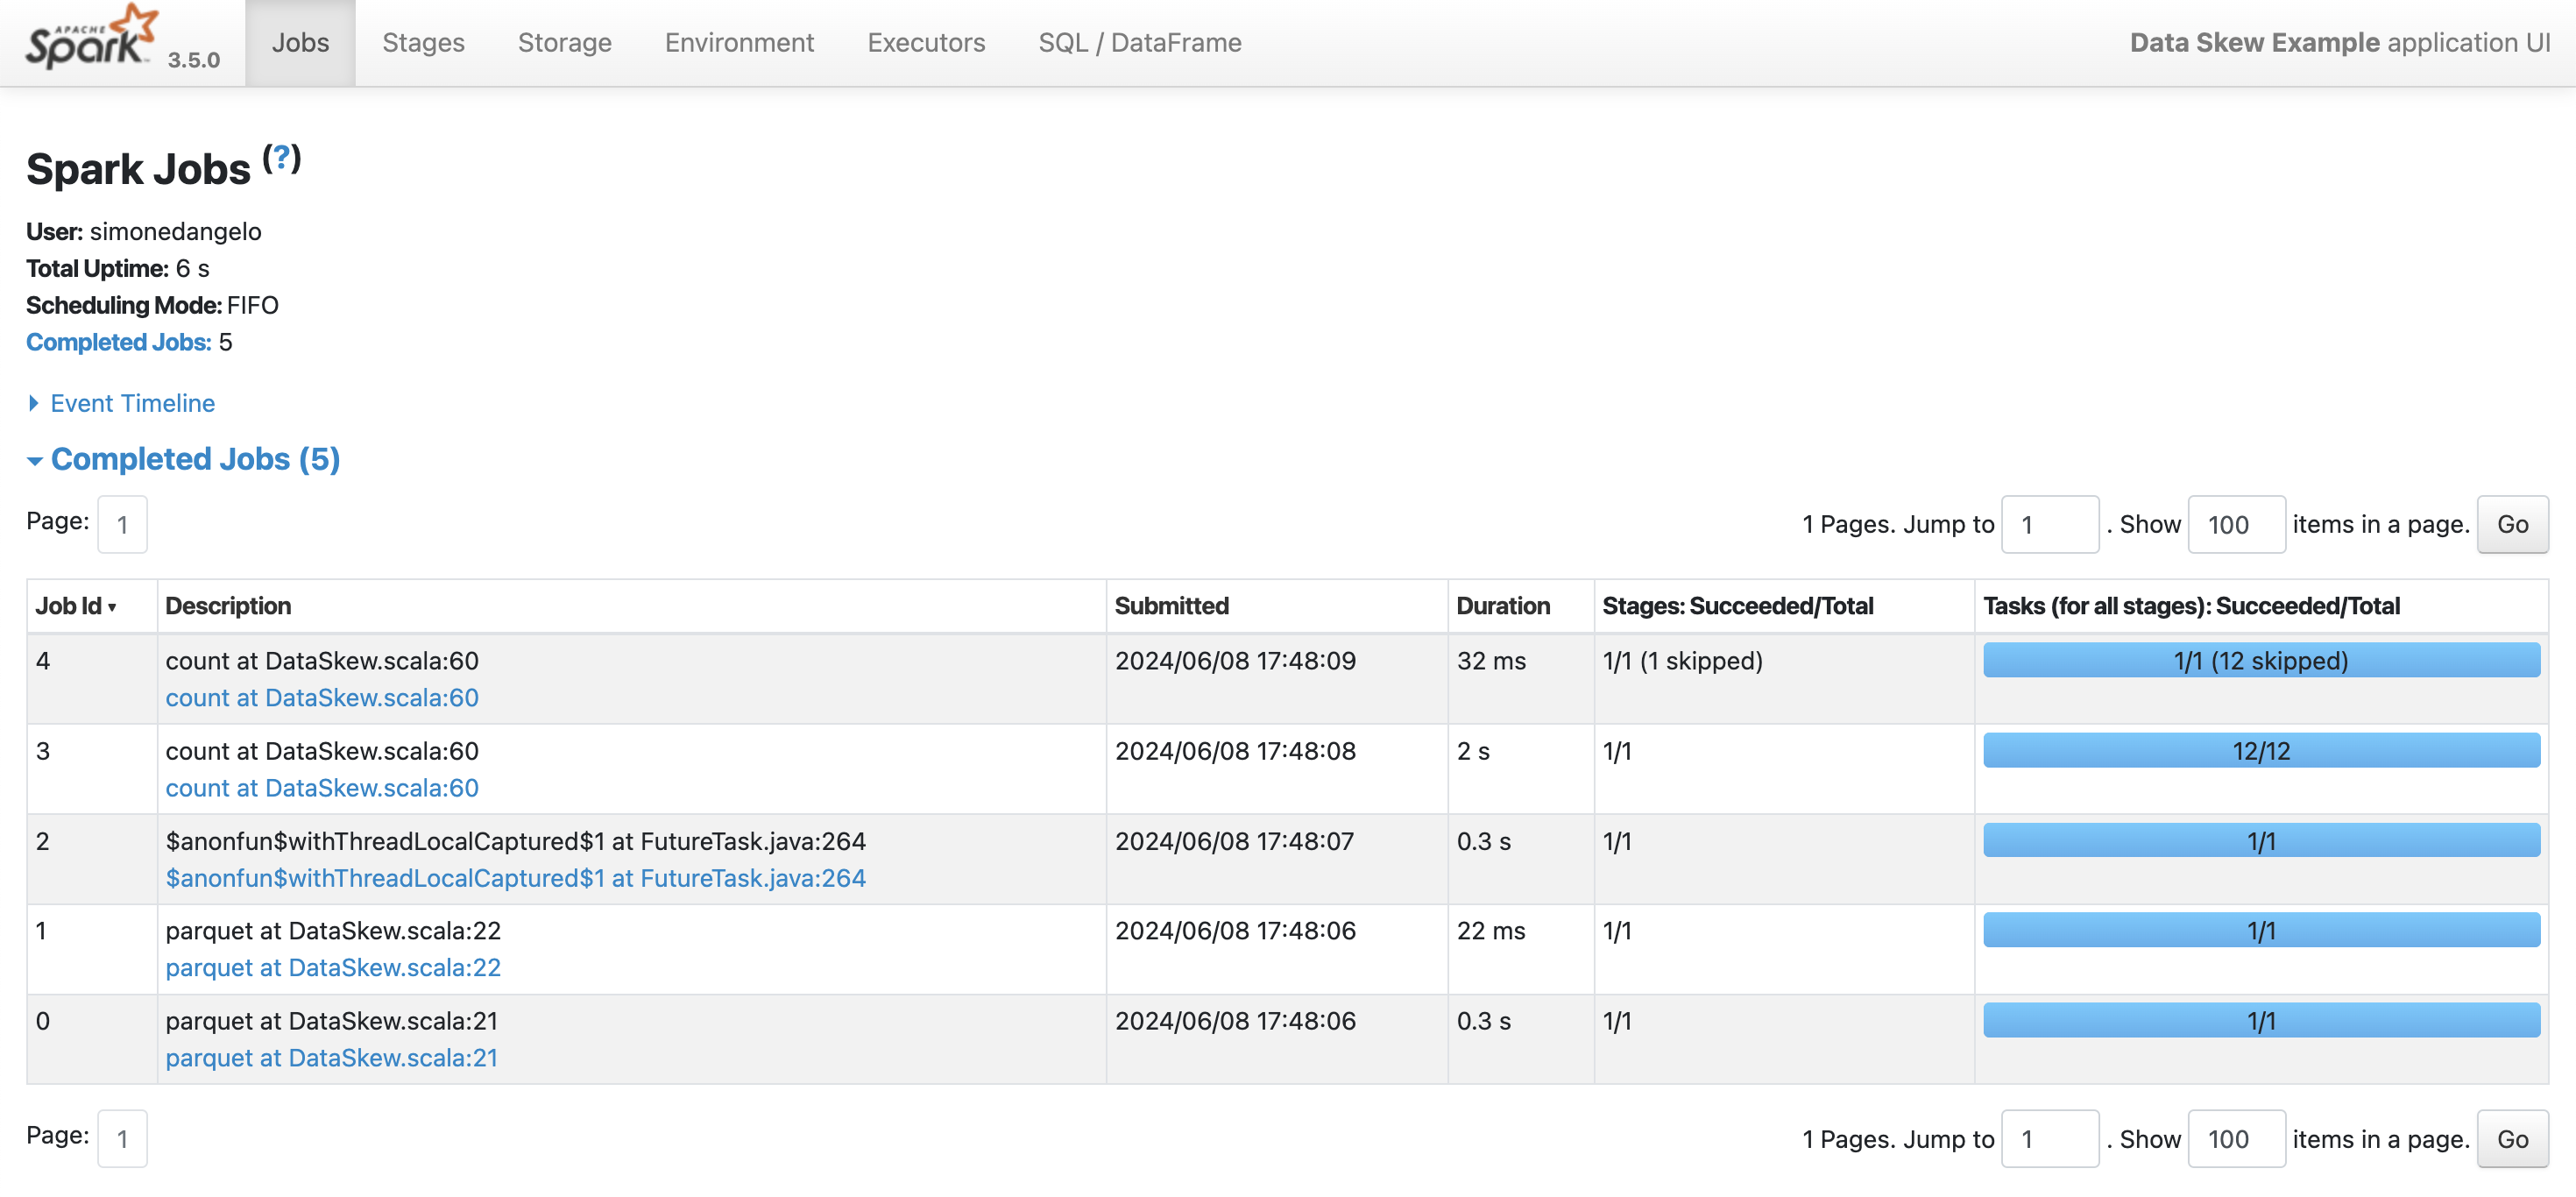 APACHE
Spark™ 3.5.0 Jobs Stages Storage Environment Executors SQL / DataFrame Data Skew Example application UI
Spark Jobs (?)
User: simonedangelo
Total Uptime: 6 s
Scheduling Mode: FIFO
Completed Jobs: 5
Event Timeline
Completed Jobs (5)
Page: 1 1 Pages. Jump to 1 . Show 100 items in a page. Go
Job Id ▾ Description Submitted Duration Stages: Succeeded/Total Tasks (for all stages): Succeeded/Total
4 count at DataSkew.scala:60 2024/06/08 17:48:09 32 ms 1/1 (1 skipped) 1/1 (12 skipped)
count at DataSkew.scala:60
3 count at DataSkew.scala:60 2024/06/08 17:48:08 2 s 1/1 12/12
count at DataSkew.scala:60
2 $anonfun$withThreadLocalCaptured$1 at FutureTask.java:264 2024/06/08 17:48:07 0.3 s 1/1 1/1
$anonfun$withThreadLocalCaptured$1 at FutureTask.java:264
1 parquet at DataSkew.scala:22 2024/06/08 17:48:06 22 ms 1/1 1/1
parquet at DataSkew.scala:22
0 parquet at DataSkew.scala:21 2024/06/08 17:48:06 0.3 s 1/1 1/1
parquet at DataSkew.scala:21
Page: 1 1 Pages. Jump to 1 . Show 100 items in a page. Go